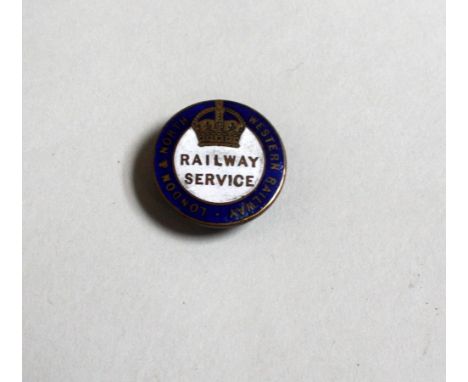 LONDON & NORTH WESTERN RAILWAY ·
RAILWAY
SERVICE